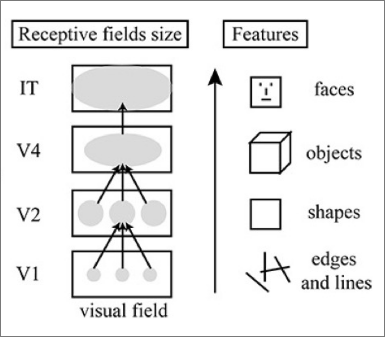 Receptive fields size
Features
IT
faces
V4
objects
V2
shapes
V1
edges
and lines
visual field